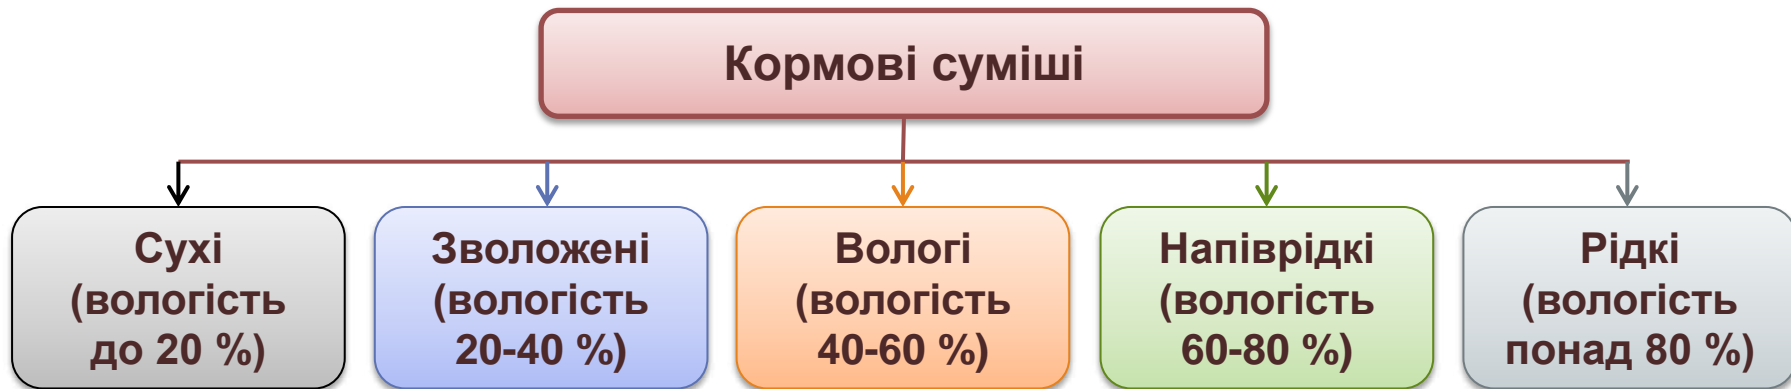 Кормові суміші
Сухі
(вологість
до 20 %)
Зволожені
(вологість
20-40 %)
Вологі
(вологість
40-60 %)
Напіврідкі
(вологість
60-80 %)
Рідкі
(вологість
понад 80 %)